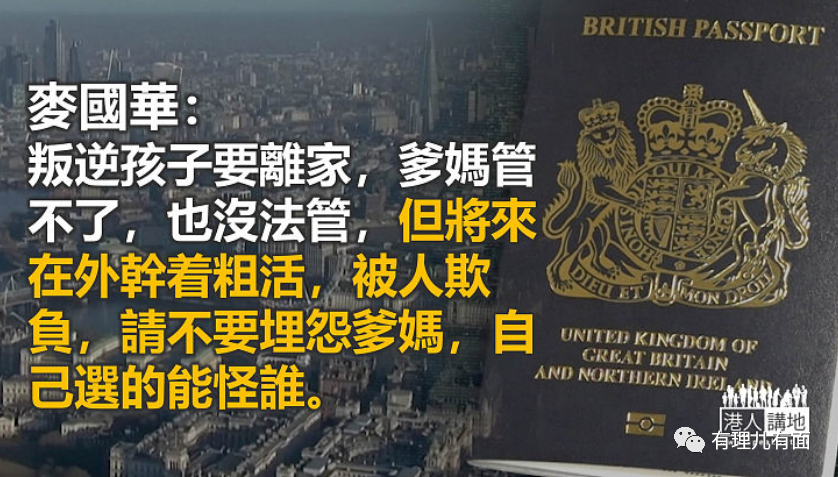 BRITISH PASSPORT
麥國華：
叛逆孩子要離家，爹媽管
不了，也沒法管，但將來
在外幹着粗活，被人欺
負，請不要埋怨爹媽，自
己選的能怪誰。
DIEU ET MON DROIT
UNITED KINGDOM OF
GREAT BRITAIN
AND NORTHERN
港人講地
有理儿有面